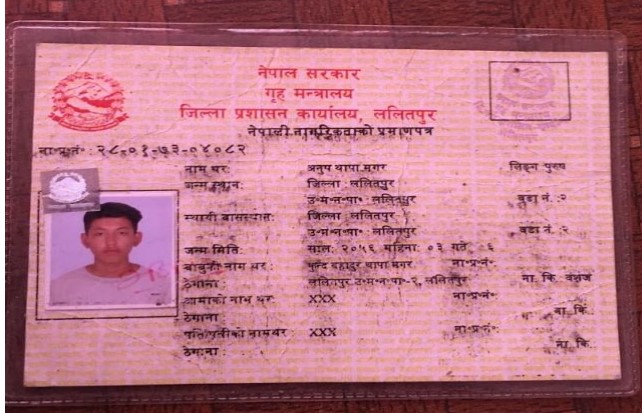 नेपाल सरकार
गृह मन्त्रालय
जिल्ला प्रशासन कार्यालय, ललितपुर
नेपाली नागरिकताको प्रमाणपत्र
ना॰प्र॰नं॰ : २८-०१-७३-०४०८२
नाम थर: अनुप थापा मगर लिङ्ग पुरुष
जन्म स्थान: जिल्ला : ललितपुर
उ॰म॰न॰पा॰ : ललितपुर वडा नं. :२
स्थायी बासस्थान: जिल्ला : ललितपुर
उ॰म॰न॰पा॰ : ललितपुर वडा नं. :२
जन्म मिति: साल: २०५६ महिना: ०३ गते :
बाबुको नाम थर : बहादुर थापा मगर ना॰प्र॰नं॰
ठेगाना : ललितपुर उ॰म॰न॰पा॰-२, ललितपुर ना. कि. वंशज
आमाको नाम थर: XXX ना॰प्र॰नं॰
ठेगाना : ना. कि.
पति/पत्नीको नामथर : XXX ना॰प्र॰नं॰
ठेगाना : ना. कि.